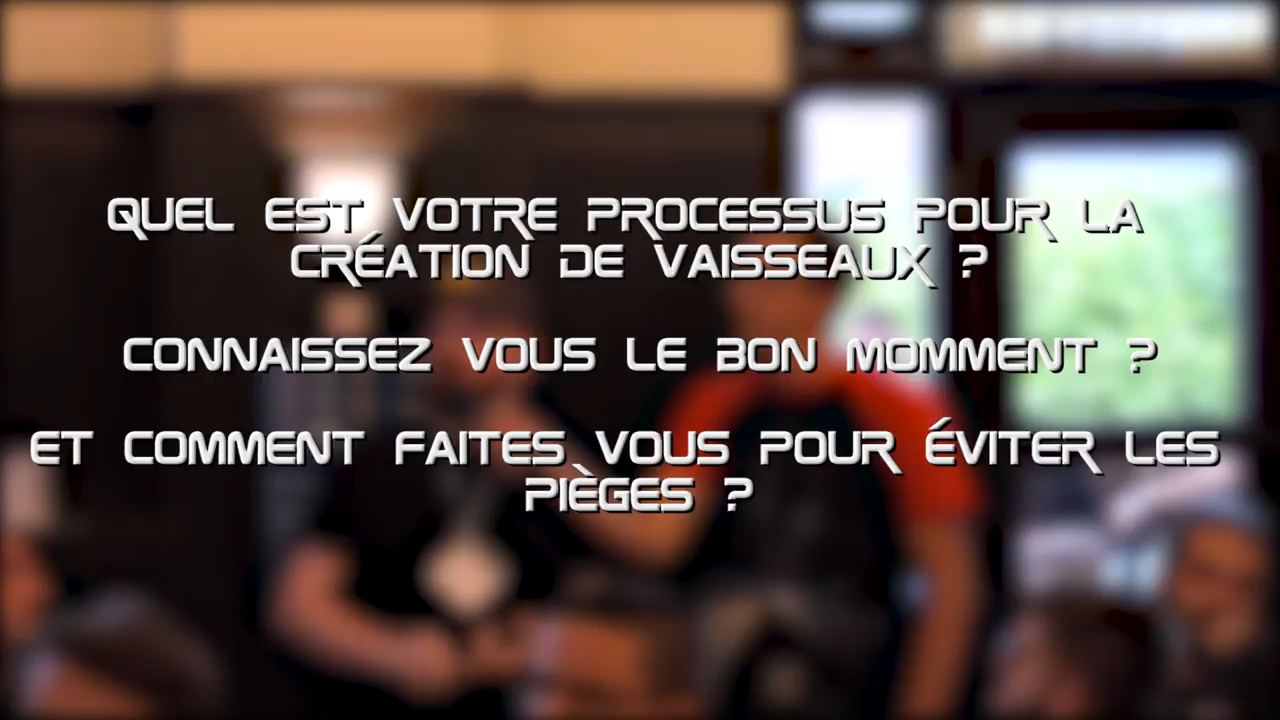 QUEL EST VOTRE PROCESSUS POUR LA
CRÉATION DE VAISSEAUX ?
CONNAISSEZ VOUS LE BON MOMMENT ?
ET COMMENT FAITES VOUS POUR ÉVITER LES
PIÈGES ?